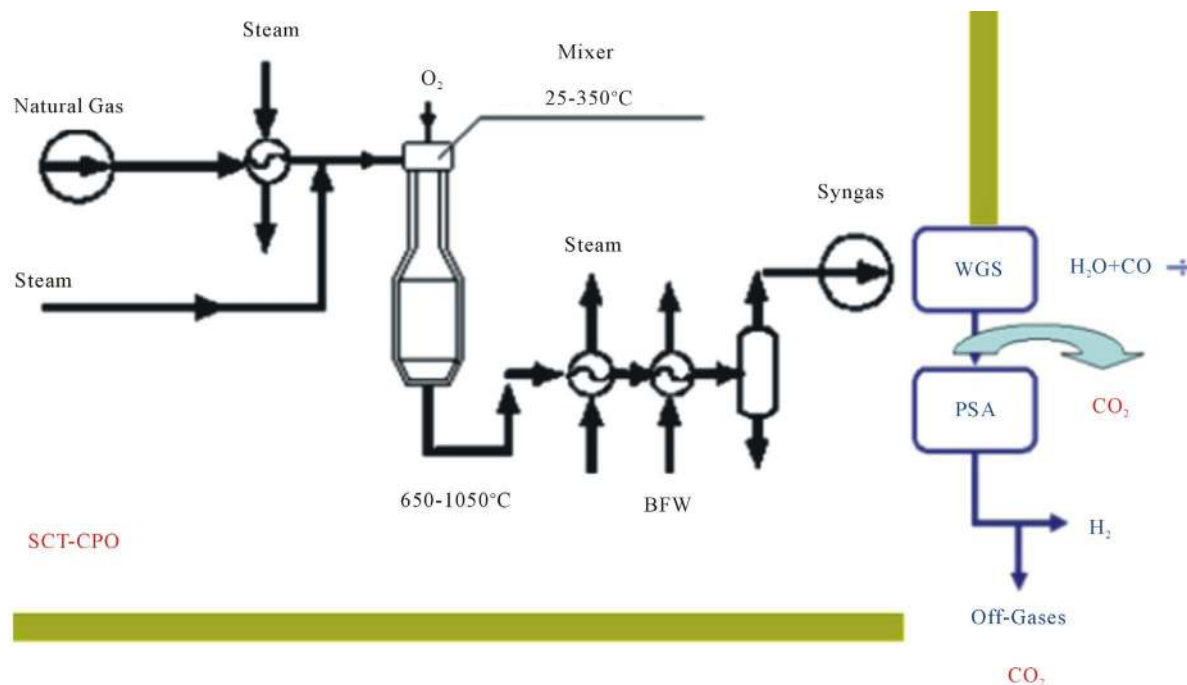 Steam
Mixer
O₂
25-350°C
Natural Gas
Syngas
Steam
WGS
H₂O+CO
Steam
PSA
CO₂
650-1050°C
BFW
SCT-CPO
H₂
Off-Gases
CO₂